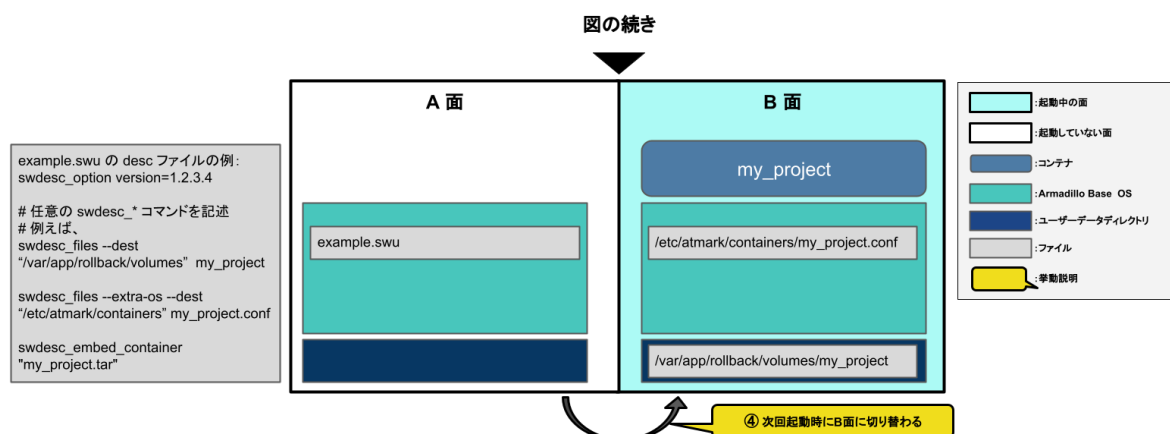 図の続き
A 面
B 面
example.swu の desc ファイルの例:
swdesc_option version=1.2.3.4
# 任意の swdesc_* コマンドを記述
# 例えば、
swdesc_files --dest
“/var/app/rollback/volumes” my_project
swdesc_files --extra-os --dest
“/etc/atmark/containers” my_project.conf
swdesc_embed_container
"my_project.tar"
example.swu
my_project
/etc/atmark/containers/my_project.conf
/var/app/rollback/volumes/my_project
④ 次回起動時にB面に切り替わる
:起動中の面
:起動していない面
:コンテナ
:Armadillo Base OS
:ユーザーデータディレクトリ
:ファイル
:挙動説明